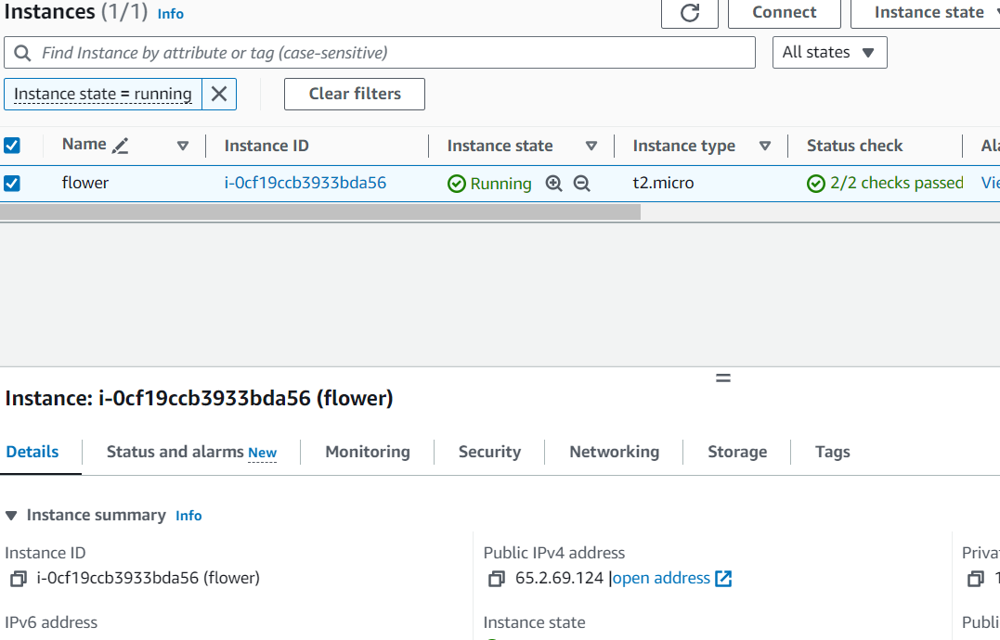 Instances (1/1) Info
Connect
Instance state
Find Instance by attribute or tag (case-sensitive)
All states
Instance state = running
Clear filters
Name Instance ID Instance state Instance type Status check Ala
flower i-0cf19ccb3933bda56 Running t2.micro 2/2 checks passed Vie
Instance: i-0cf19ccb3933bda56 (flower)
Details Status and alarms New Monitoring Security Networking Storage Tags
Instance summary Info
Instance ID Public IPv4 address Privat
i-0cf19ccb3933bda56 (flower) 65.2.69.124 |open address 1
IPv6 address Instance state Publi